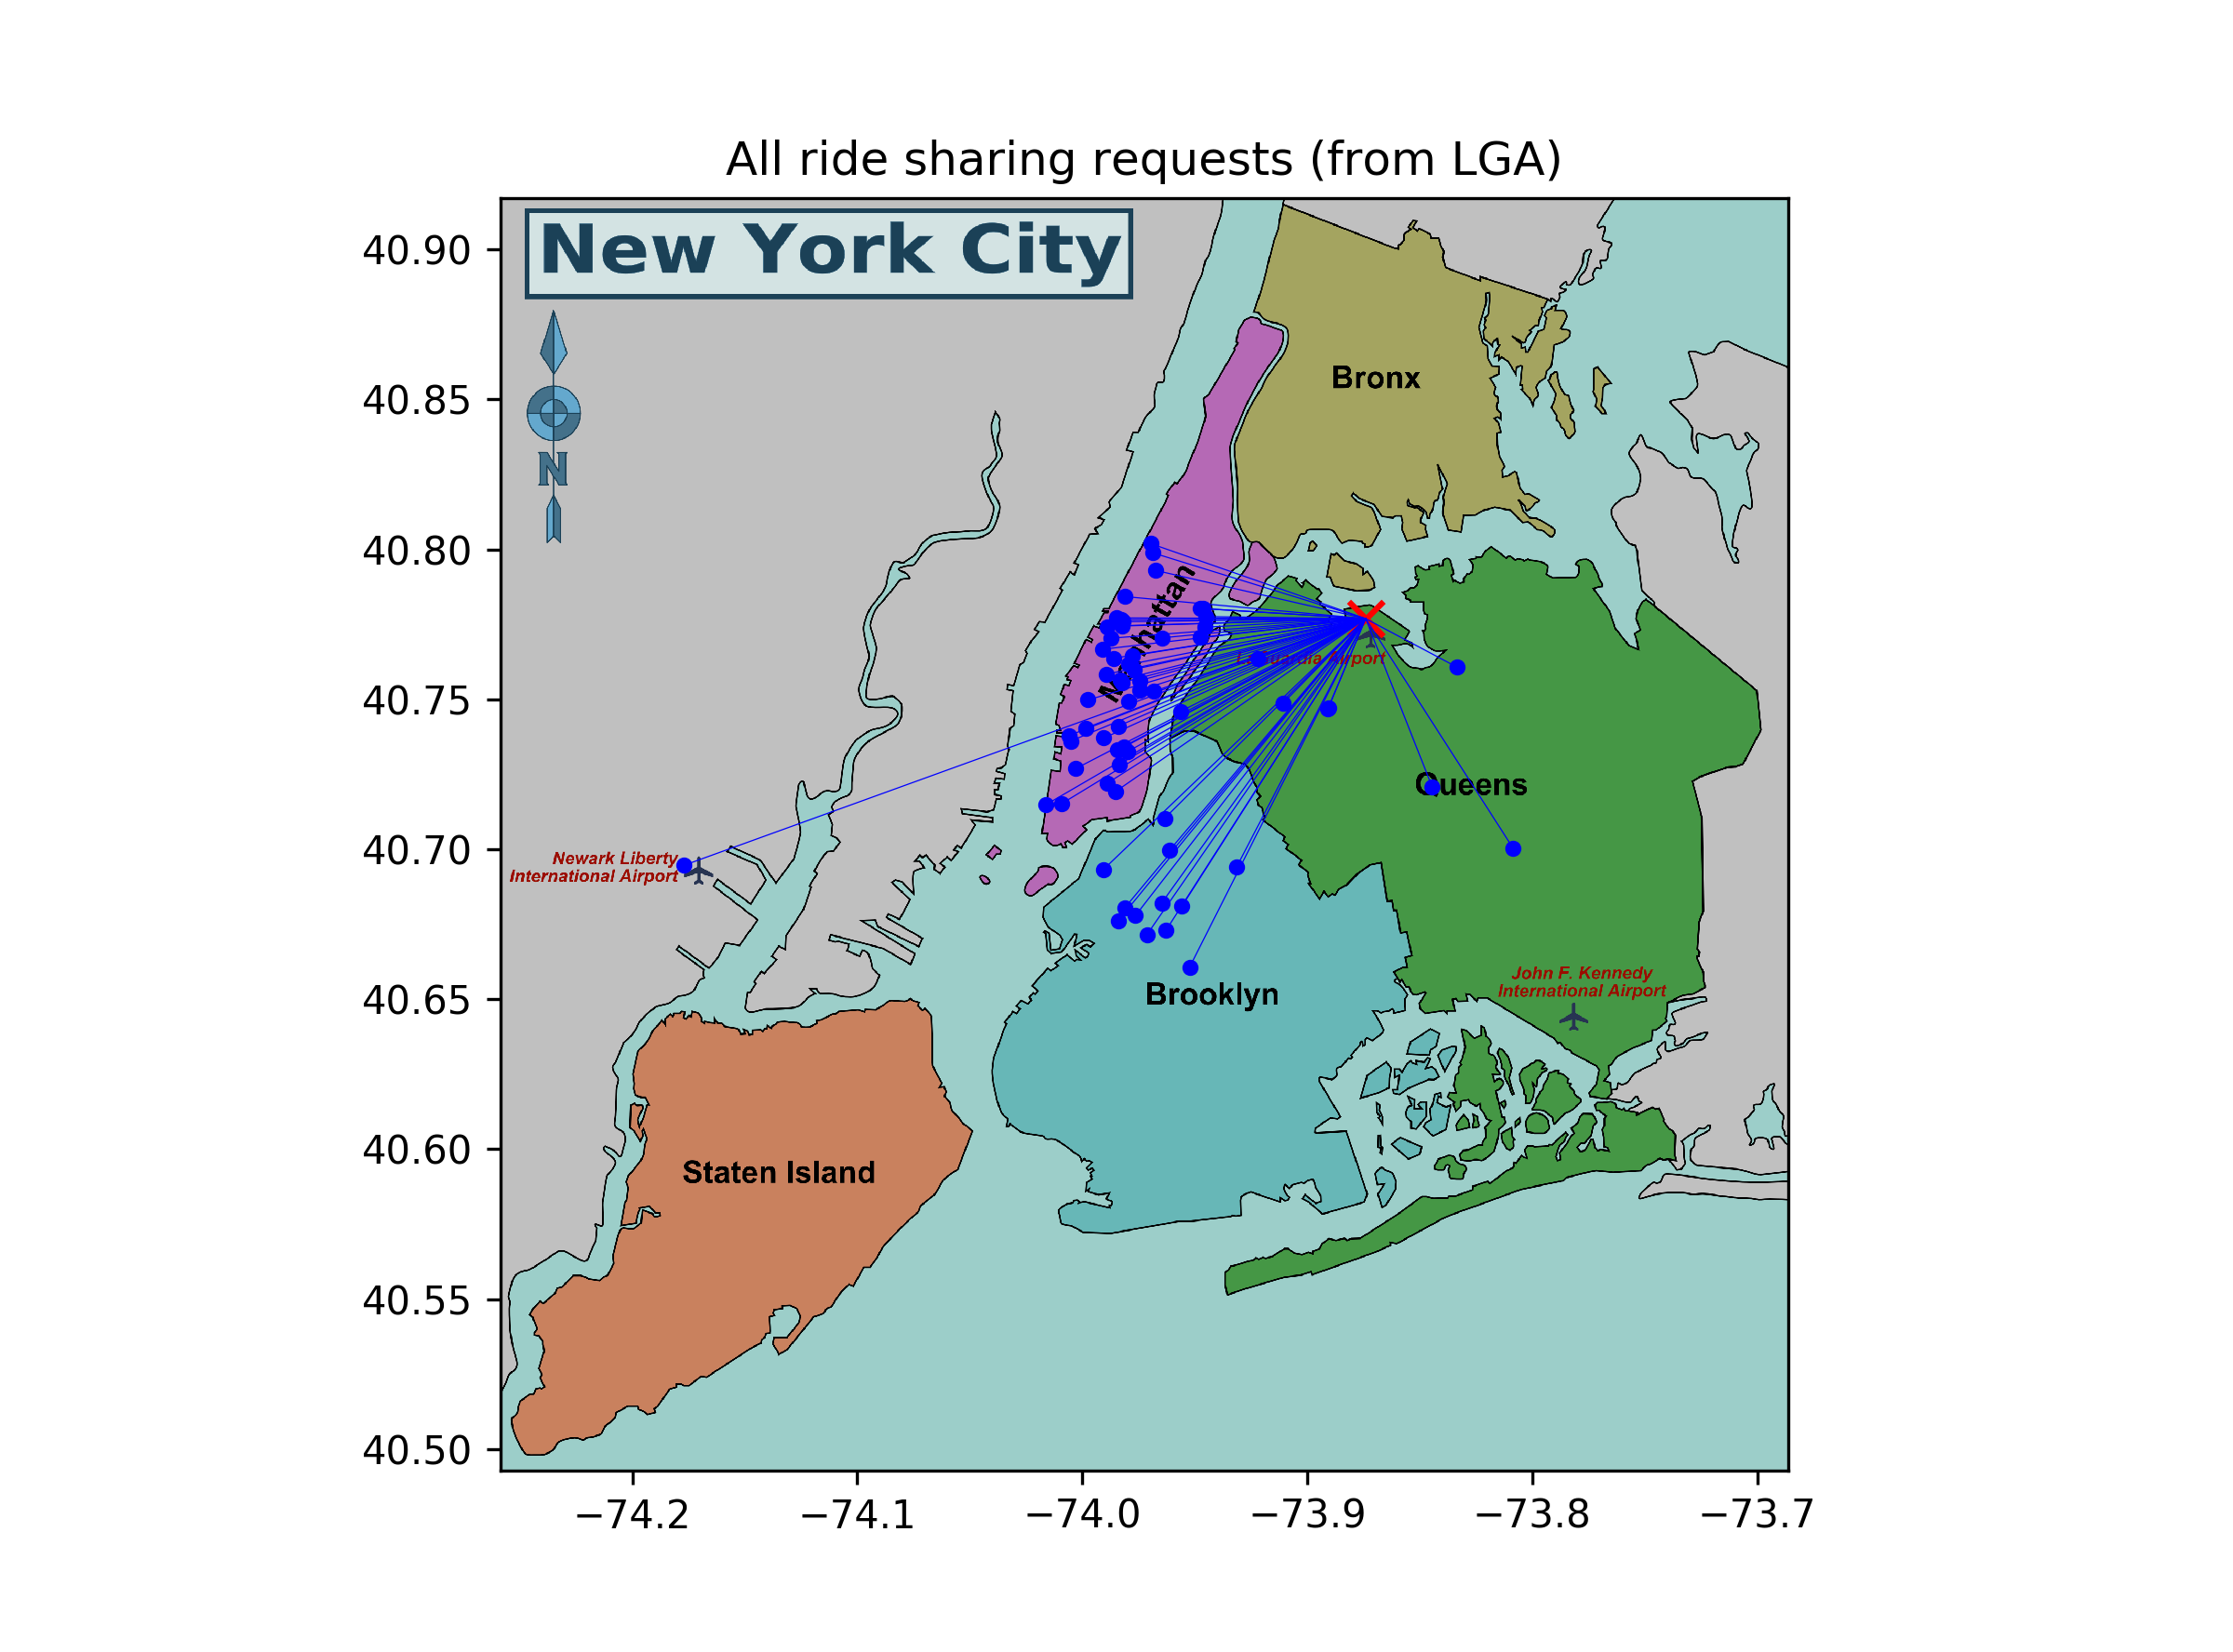 All ride sharing requests (from LGA)
New York City
N
40.90
40.85
40.80
40.75
40.70
40.65
40.60
40.55
40.50
Bronx
Manhattan
LaGuardia Airport
Queens
Newark Liberty
International Airport
John F. Kennedy
International Airport
Brooklyn
Staten Island
−74.2
−74.1
−74.0
−73.9
−73.8
−73.7